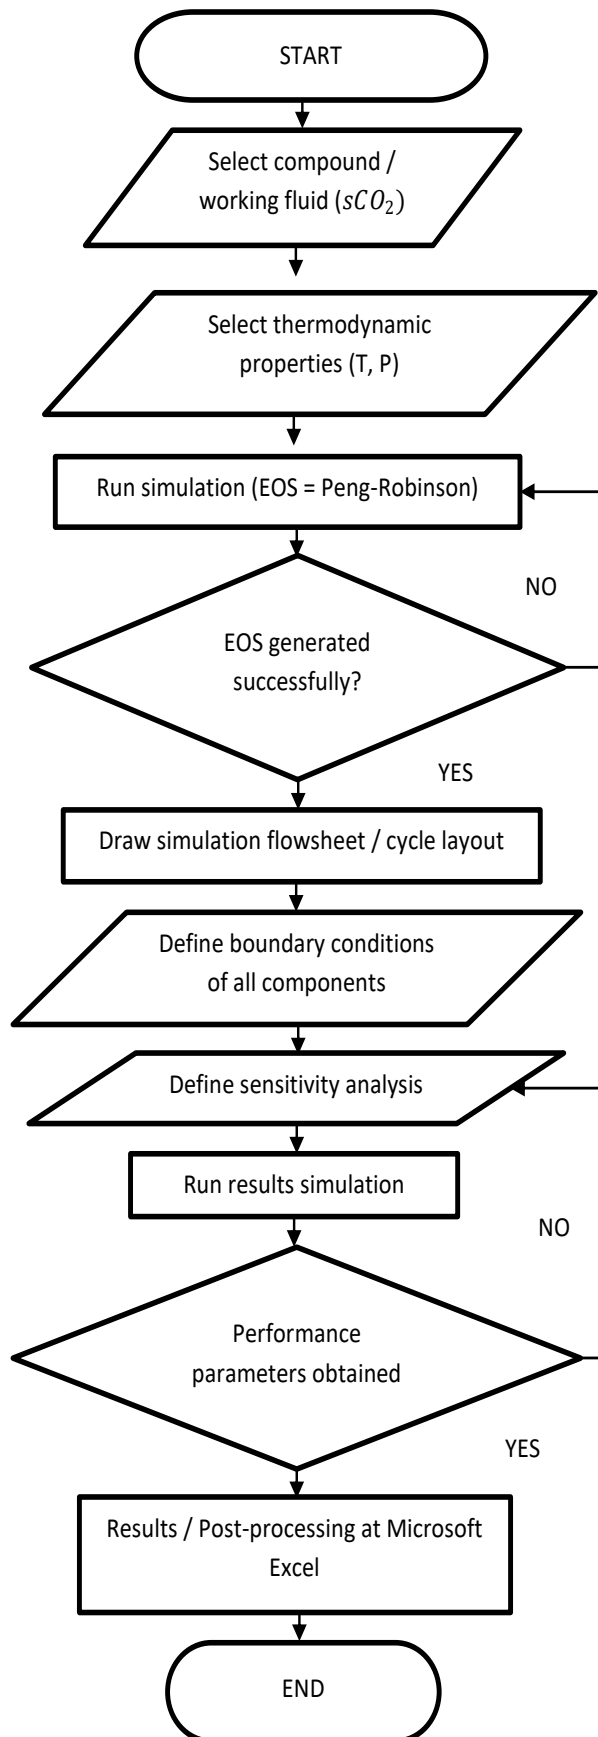 START
Select compound /
working fluid (sCO₂)
Select thermodynamic
properties (T, P)
Run simulation (EOS = Peng-Robinson)
NO
EOS generated
successfully?
YES
Draw simulation flowsheet / cycle layout
Define boundary conditions
of all components
Define sensitivity analysis
Run results simulation
NO
Performance
parameters obtained
YES
Results / Post-processing at Microsoft
Excel
END